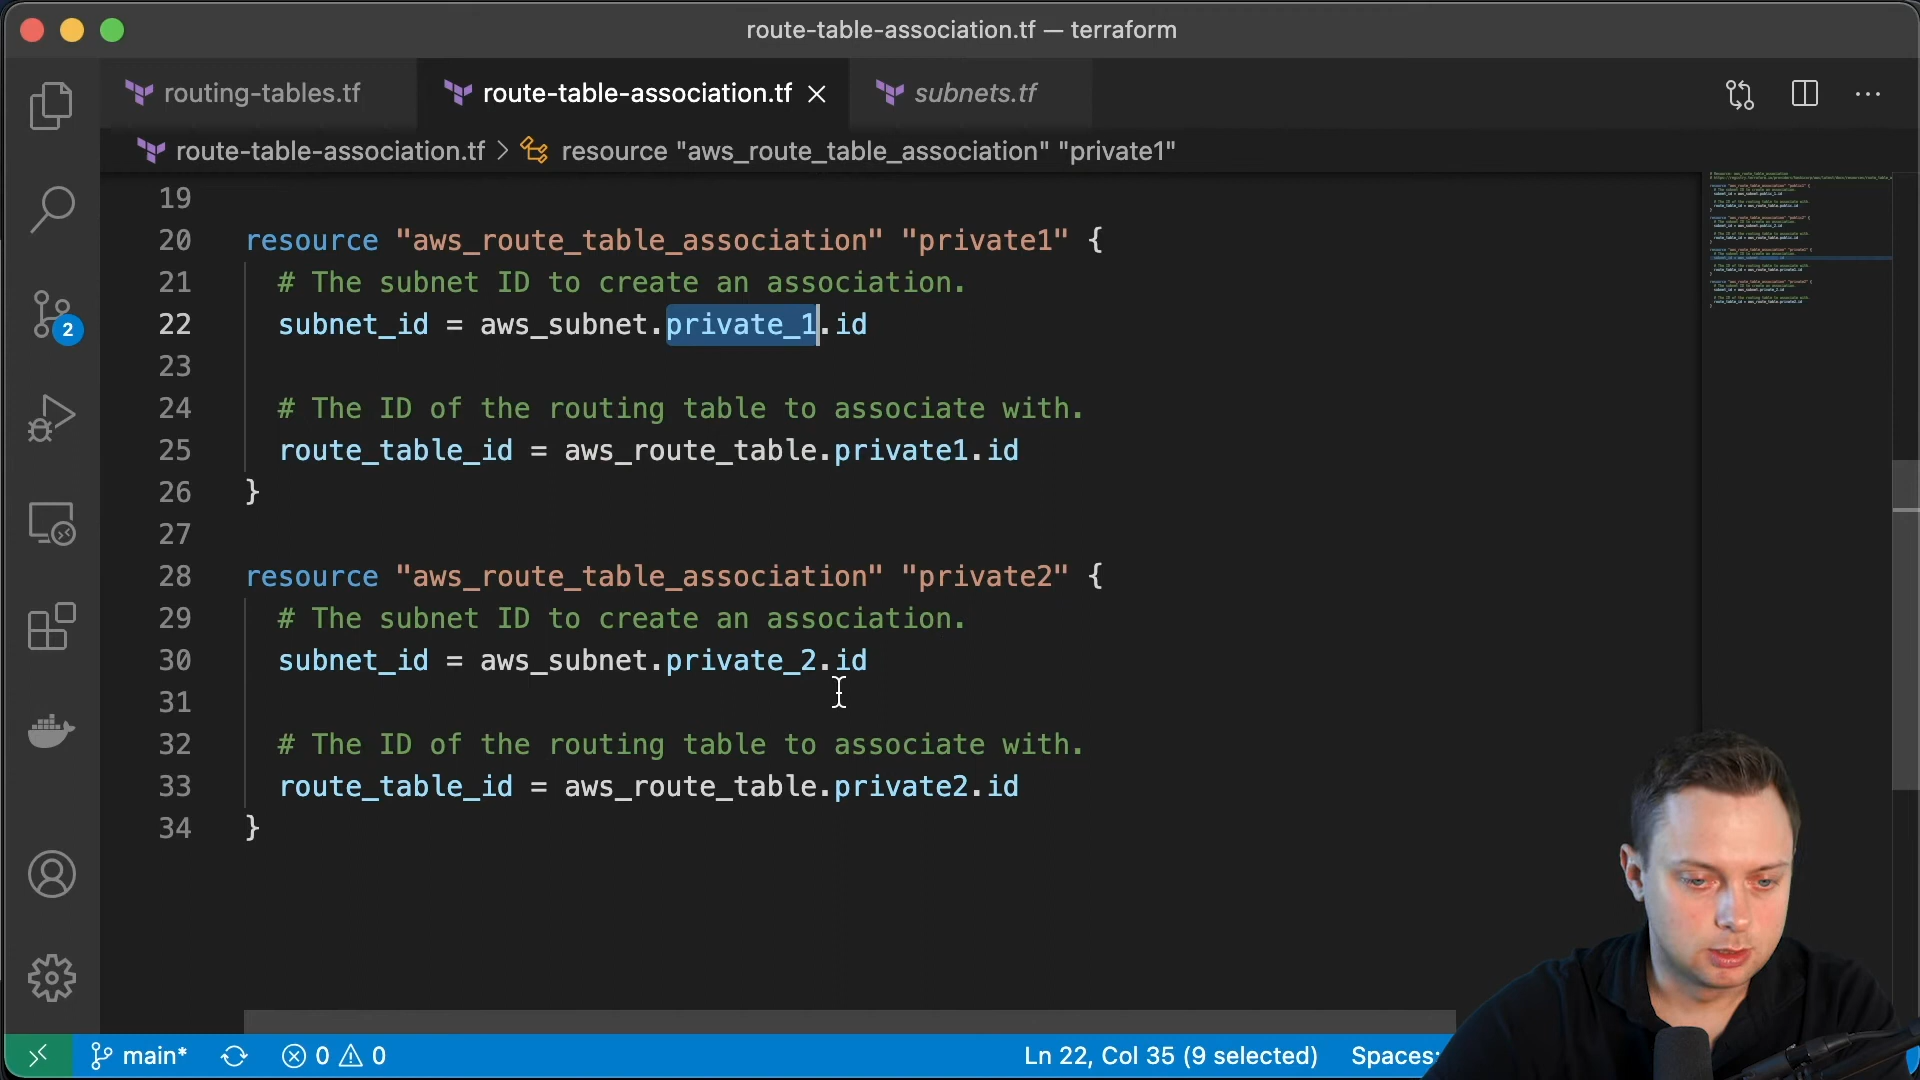 route-table-association.tf — terraform
routing-tables.tf
route-table-association.tf
subnets.tf
route-table-association.tf > resource "aws_route_table_association" "private1"
19
20 resource "aws_route_table_association" "private1" {
21 # The subnet ID to create an association.
22 subnet_id = aws_subnet.private_1.id
23
24 # The ID of the routing table to associate with.
25 route_table_id = aws_route_table.private1.id
26 }
27
28 resource "aws_route_table_association" "private2" {
29 # The subnet ID to create an association.
30 subnet_id = aws_subnet.private_2.id
31
32 # The ID of the routing table to associate with.
33 route_table_id = aws_route_table.private2.id
34 }
2
main* 0 0 Ln 22, Col 35 (9 selected) Spaces: